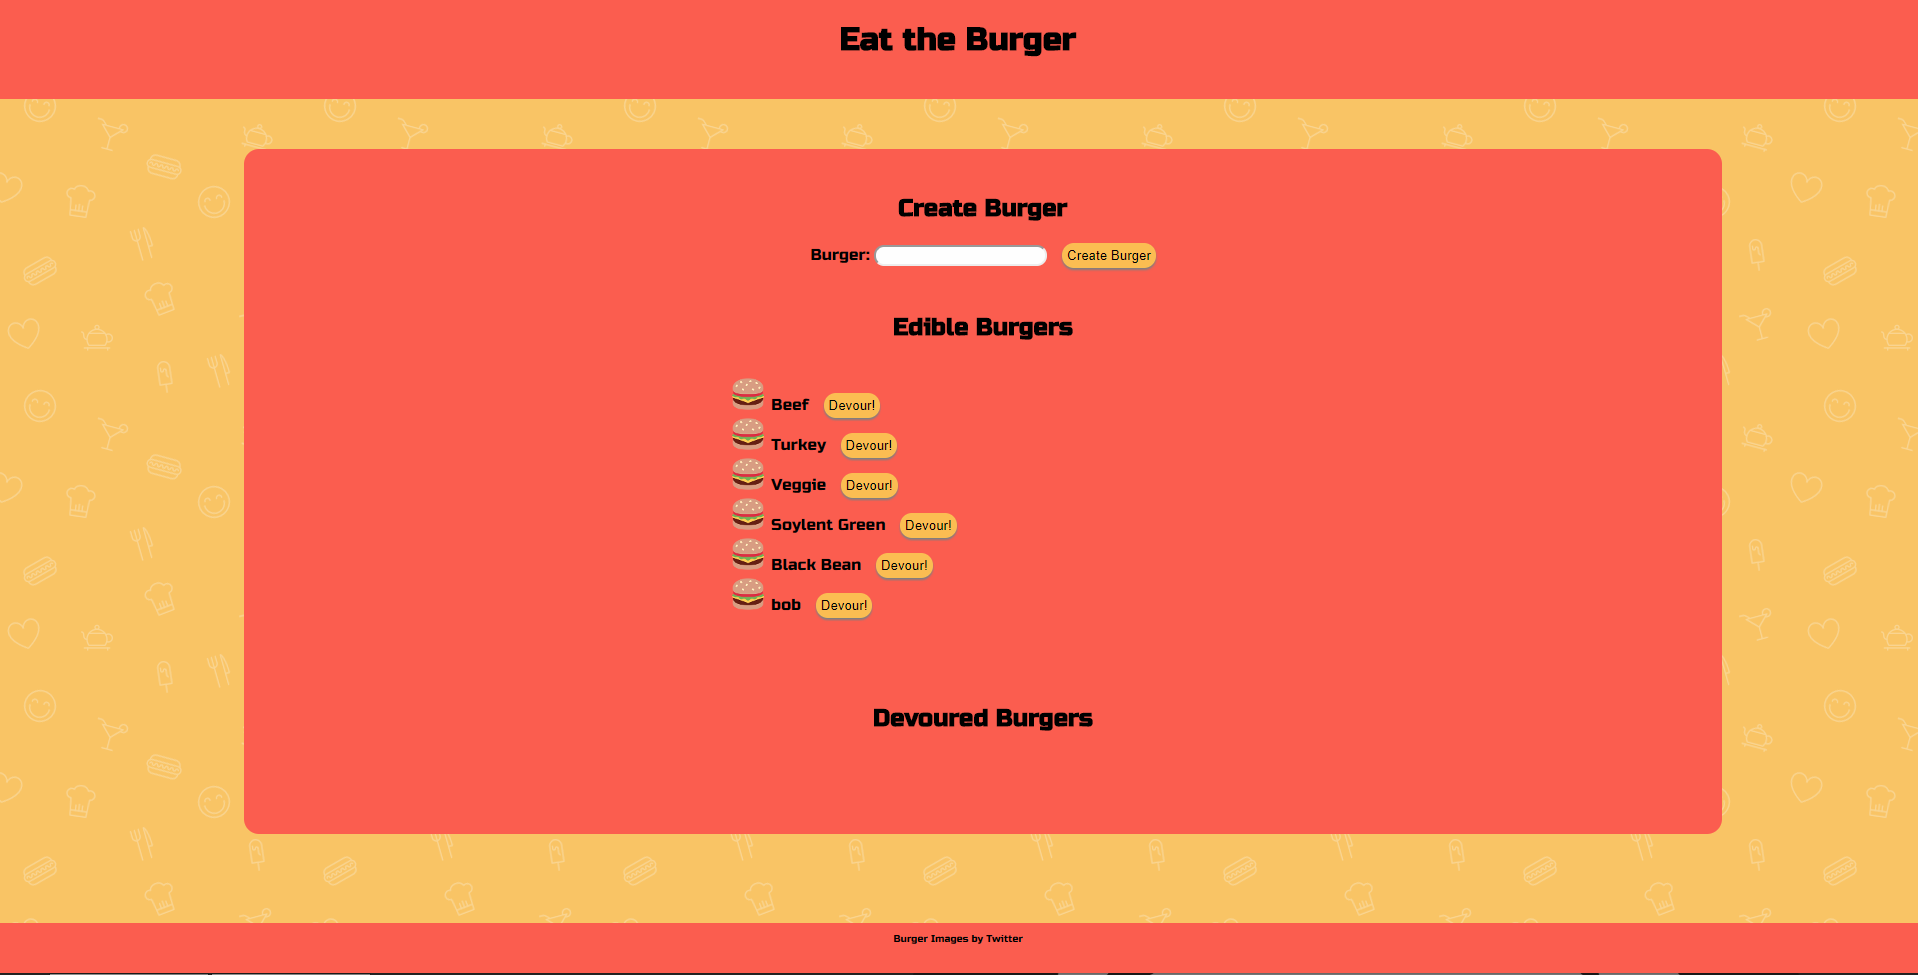 Eat the Burger
Create Burger
Burger: Create Burger
Edible Burgers
Beef Devour!
Turkey Devour!
Veggie Devour!
Soylent Green Devour!
Black Bean Devour!
bob Devour!
Devoured Burgers
Burger Images by Twitter